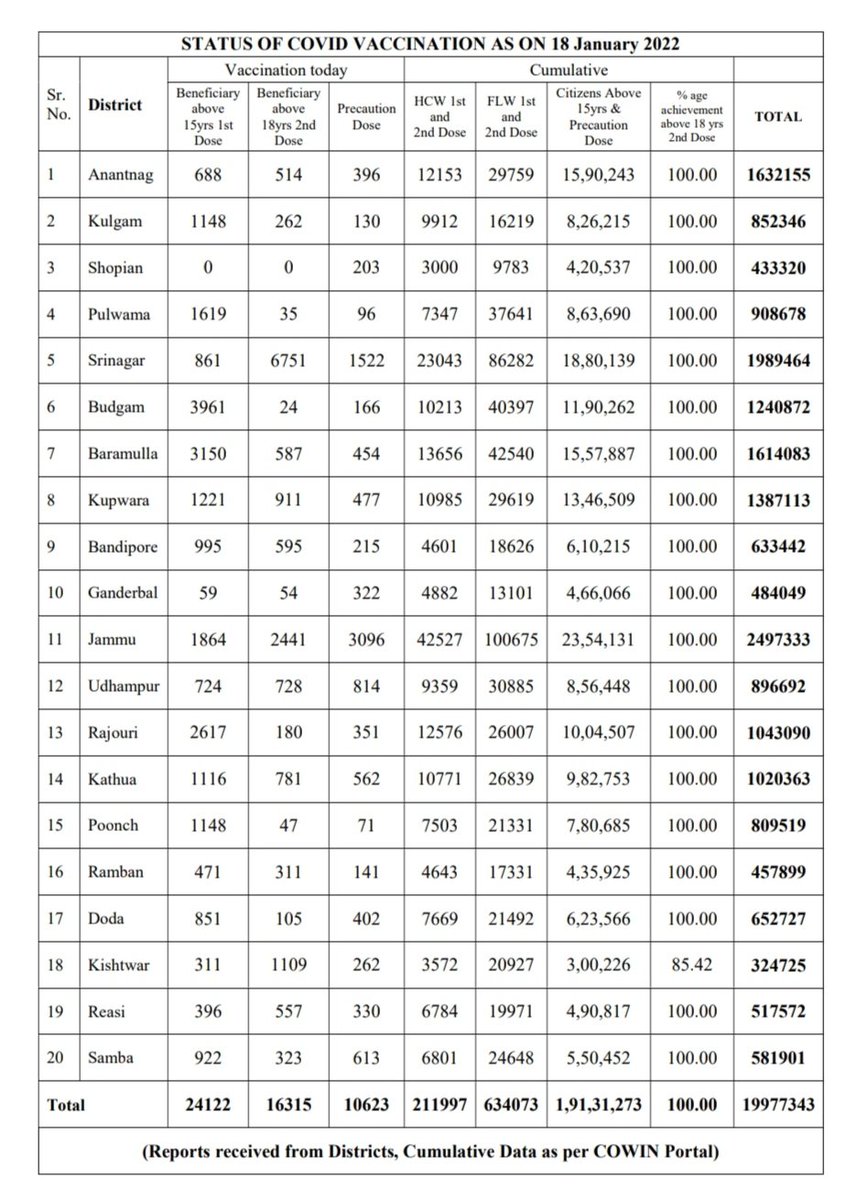 STATUS OF COVID VACCINATION AS ON 18 January 2022
Sr. No. District Vaccination today Cumulative TOTAL
Beneficiary above 15yrs 1st Dose Beneficiary above 18yrs 2nd Dose Precaution Dose HCW 1st and 2nd Dose FLW 1st and 2nd Dose Citizens Above 15yrs & Precaution Dose % age achievement above 18 yrs 2nd Dose
1 Anantnag 688 514 396 12153 29759 15,90,243 100.00 1632155
2 Kulgam 1148 262 130 9912 16219 8,26,215 100.00 852346
3 Shopian 0 0 203 3000 9783 4,20,537 100.00 433320
4 Pulwama 1619 35 96 7347 37641 8,63,690 100.00 908678
5 Srinagar 861 6751 1522 23043 86282 18,80,139 100.00 1989464
6 Budgam 3961 24 166 10213 40397 11,90,262 100.00 1240872
7 Baramulla 3150 587 454 13656 42540 15,57,887 100.00 1614083
8 Kupwara 1221 911 477 10985 29619 13,46,509 100.00 1387113
9 Bandipore 995 595 215 4601 18626 6,10,215 100.00 633442
10 Ganderbal 59 54 322 4882 13101 4,66,066 100.00 484049
11 Jammu 1864 2441 3096 42527 100675 23,54,131 100.00 2497333
12 Udhampur 724 728 814 9359 30885 8,56,448 100.00 896692
13 Rajouri 2617 180 351 12576 26007 10,04,507 100.00 1043090
14 Kathua 1116 781 562 10771 26839 9,82,753 100.00 1020363
15 Poonch 1148 47 71 7503 21331 7,80,685 100.00 809519
16 Ramban 471 311 141 4643 17331 4,35,925 100.00 457899
17 Doda 851 105 402 7669 21492 6,23,566 100.00 652727
18 Kishtwar 311 1109 262 3572 20927 3,00,226 85.42 324725
19 Reasi 396 557 330 6784 19971 4,90,817 100.00 517572
20 Samba 922 323 613 6801 24648 5,50,452 100.00 581901
Total 24122 16315 10623 211997 634073 1,91,31,273 100.00 19977343
(Reports received from Districts, Cumulative Data as per COWIN Portal)